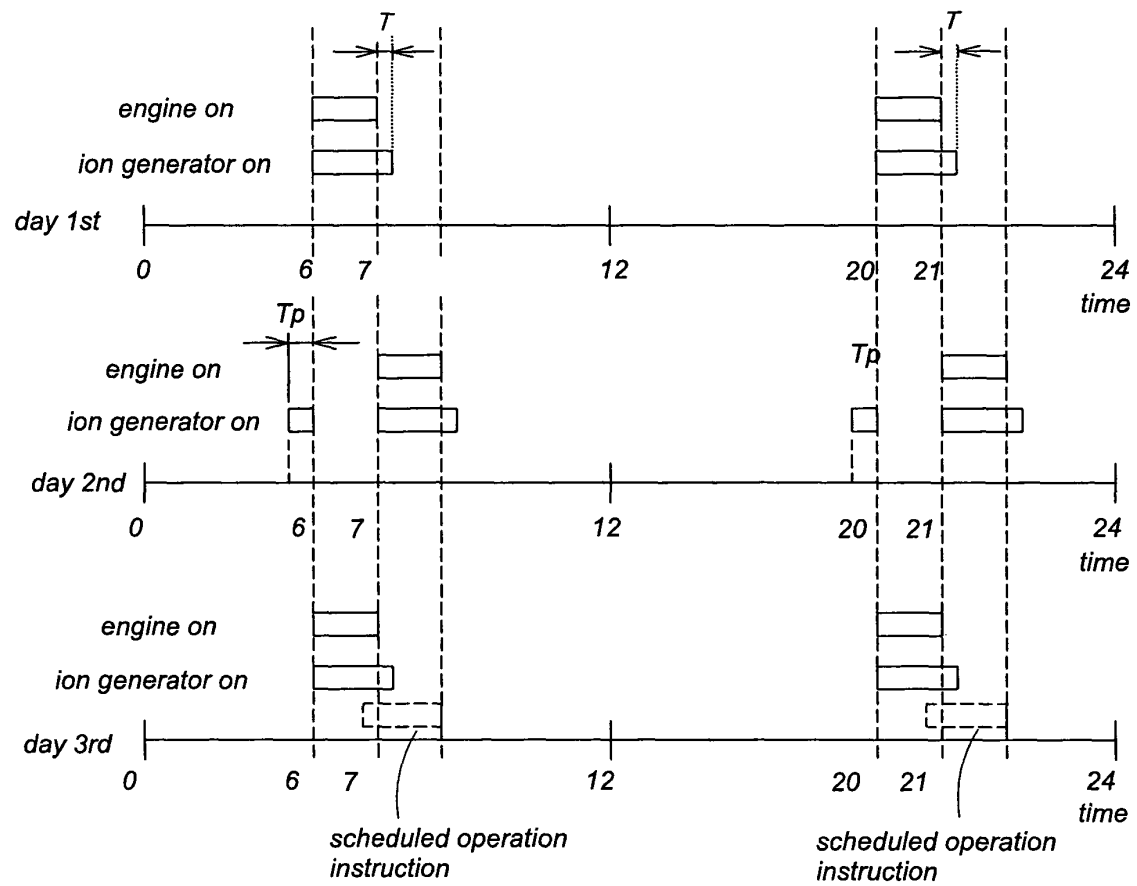 T T
engine on
ion generator on
day 1st
0 6 7 12 20 21 24
time
Tp
Tp
engine on
ion generator on
day 2nd
0 6 7 12 20 21 24
time
engine on
ion generator on
day 3rd
0 6 7 12 20 21 24
time
scheduled operation
instruction
scheduled operation
instruction